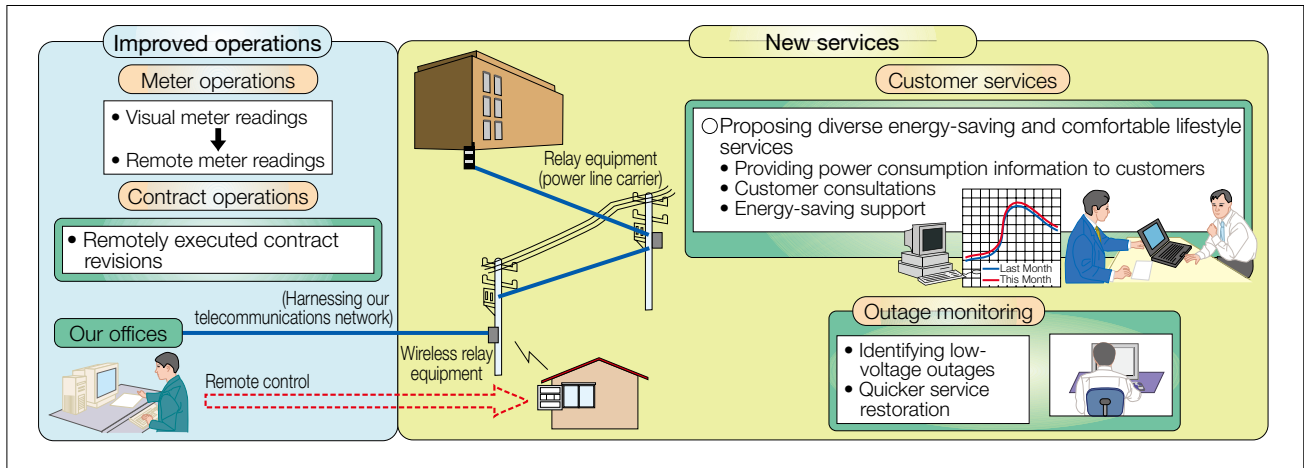 Improved operations
Meter operations
• Visual meter readings
• Remote meter readings
Contract operations
• Remotely executed contract
revisions
(Harnessing our
telecommunications network)
Our offices
Remote control
New services
Relay equipment
(power line carrier)
Wireless relay
equipment
Customer services
○Proposing diverse energy-saving and comfortable lifestyle
services
• Providing power consumption information to customers
• Customer consultations
• Energy-saving support
Last Month
This Month
Outage monitoring
• Identifying low-
voltage outages
• Quicker service
restoration